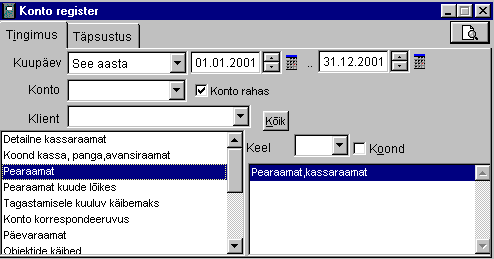 Konto register
Tingimus Täpsustus
Kuupäev See aasta 01.01.2001 .. 31.12.2001
Konto Konto rahas
Klient Kõik
Keel Koond
Detailne kassaraamat
Koond kassa, panga,avansiraamat
Pearaamat
Pearaamat kuude lõikes
Tagastamisele kuuluv käibemaks
Konto korrespondeeruvus
Päevaraamat
Objektide käibed
Pearaamat,kassaraamat